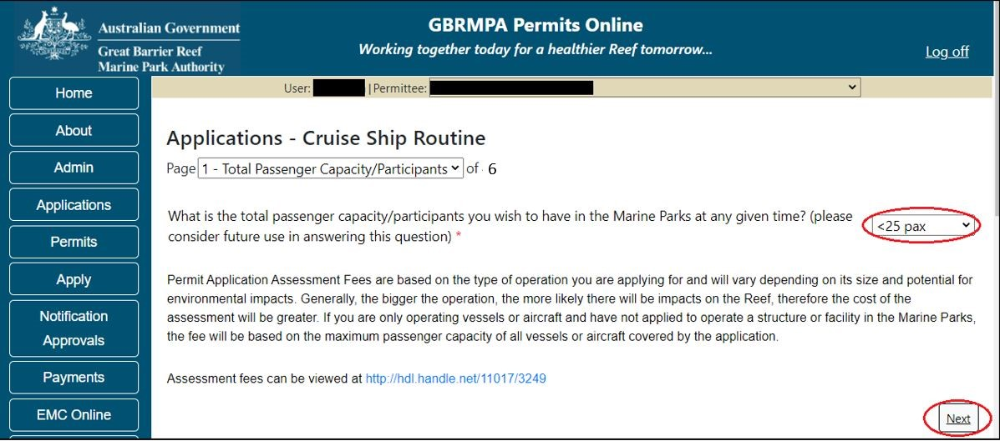 Australian Government
Great Barrier Reef
Marine Park Authority
GBRMPA Permits Online
Working together today for a healthier Reef tomorrow...
Log off
User: | Permittee:
Home
About
Admin
Applications
Permits
Apply
Notification
Approvals
Payments
EMC Online
Applications - Cruise Ship Routine
Page 1 - Total Passenger Capacity/Participants of 6
What is the total passenger capacity/participants you wish to have in the Marine Parks at any given time? (please
consider future use in answering this question) *
<25 pax
Permit Application Assessment Fees are based on the type of operation you are applying for and will vary depending on its size and potential for
environmental impacts. Generally, the bigger the operation, the more likely there will be impacts on the Reef, therefore the cost of the
assessment will be greater. If you are only operating vessels or aircraft and have not applied to operate a structure or facility in the Marine Parks,
the fee will be based on the maximum passenger capacity of all vessels or aircraft covered by the application.
Assessment fees can be viewed at http://hdl.handle.net/11017/3249
Next